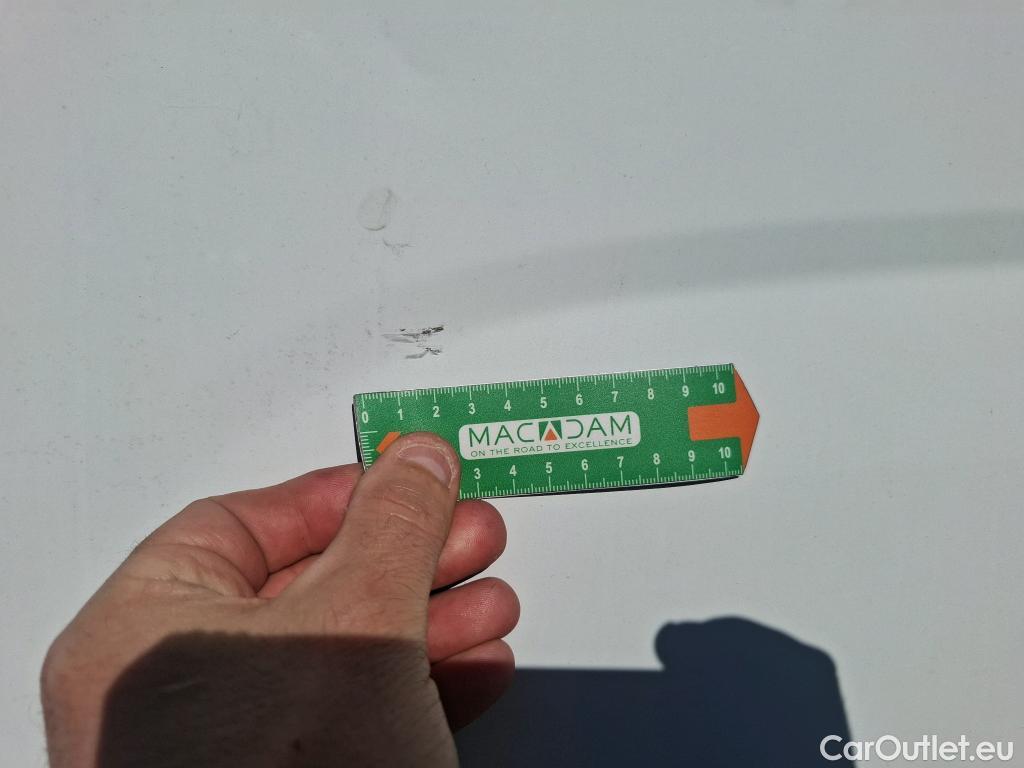 0 1 2 3 4 5 6 7 8 9 10
MACADAM
ON THE ROAD TO EXCELLENCE
3 4 5 6 7 8 9 10
CarOutlet.eu